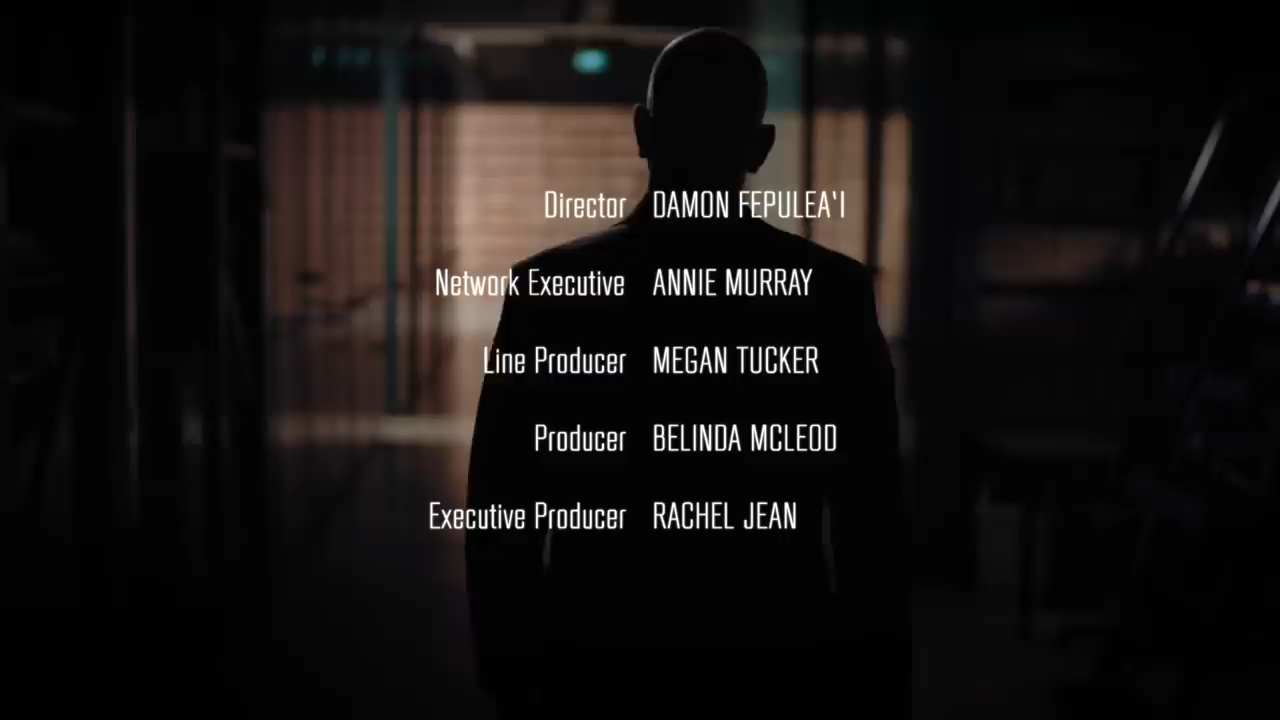 Director DAMON FEPULEA'I
Network Executive ANNIE MURRAY
Line Producer MEGAN TUCKER
Producer BELINDA MCLEOD
Executive Producer RACHEL JEAN